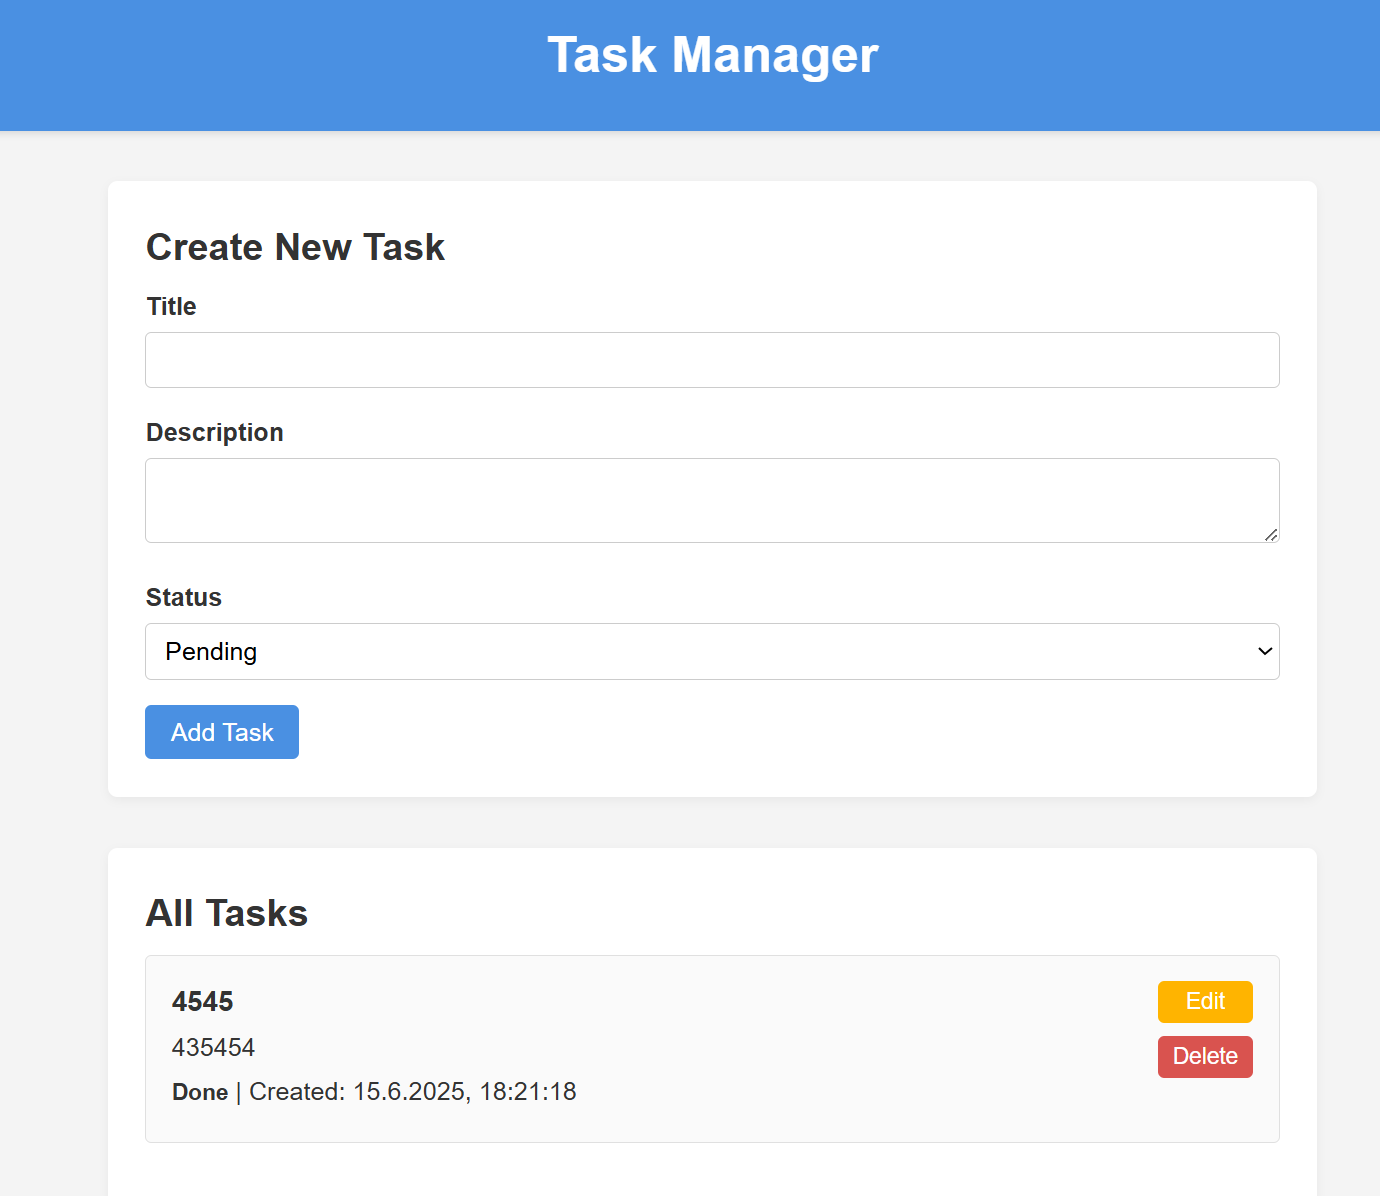 Task Manager
Create New Task
Title
Description
Status
Pending
Add Task
All Tasks
4545
Edit
435454
Delete
Done | Created: 15.6.2025, 18:21:18